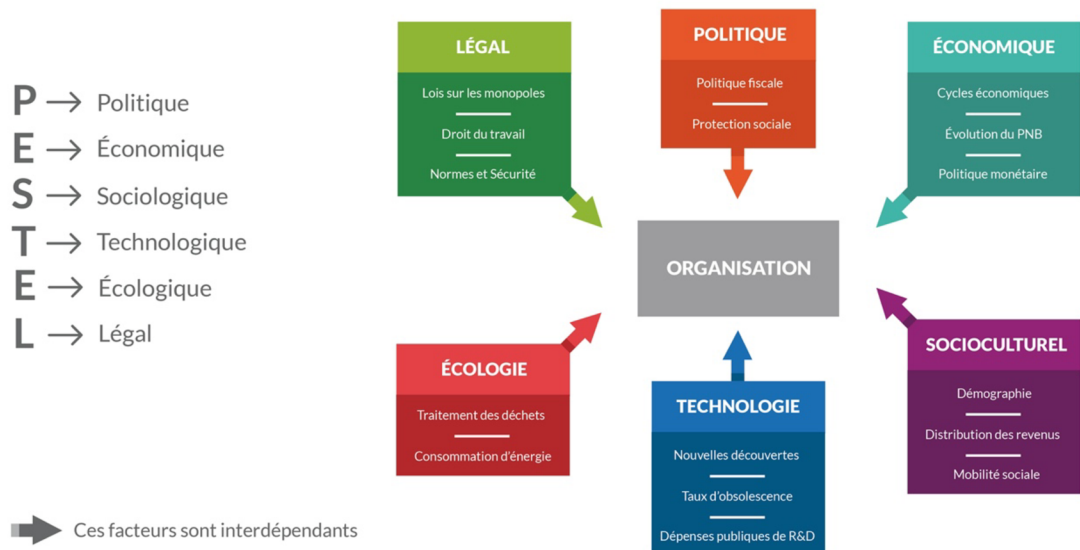 P → Politique
E → Économique
S → Sociologique
T → Technologique
E → Écologique
L → Légal
Ces facteurs sont interdépendants
LÉGAL
Lois sur les monopoles
Droit du travail
Normes et Sécurité
POLITIQUE
Politique fiscale
Protection sociale
ÉCONOMIQUE
Cycles économiques
Évolution du PNB
Politique monétaire
ORGANISATION
ÉCOLOGIE
Traitement des déchets
Consommation d'énergie
TECHNOLOGIE
Nouvelles découvertes
Taux d'obsolescence
Dépenses publiques de R&D
SOCIOCULTUREL
Démographie
Distribution des revenus
Mobilité sociale